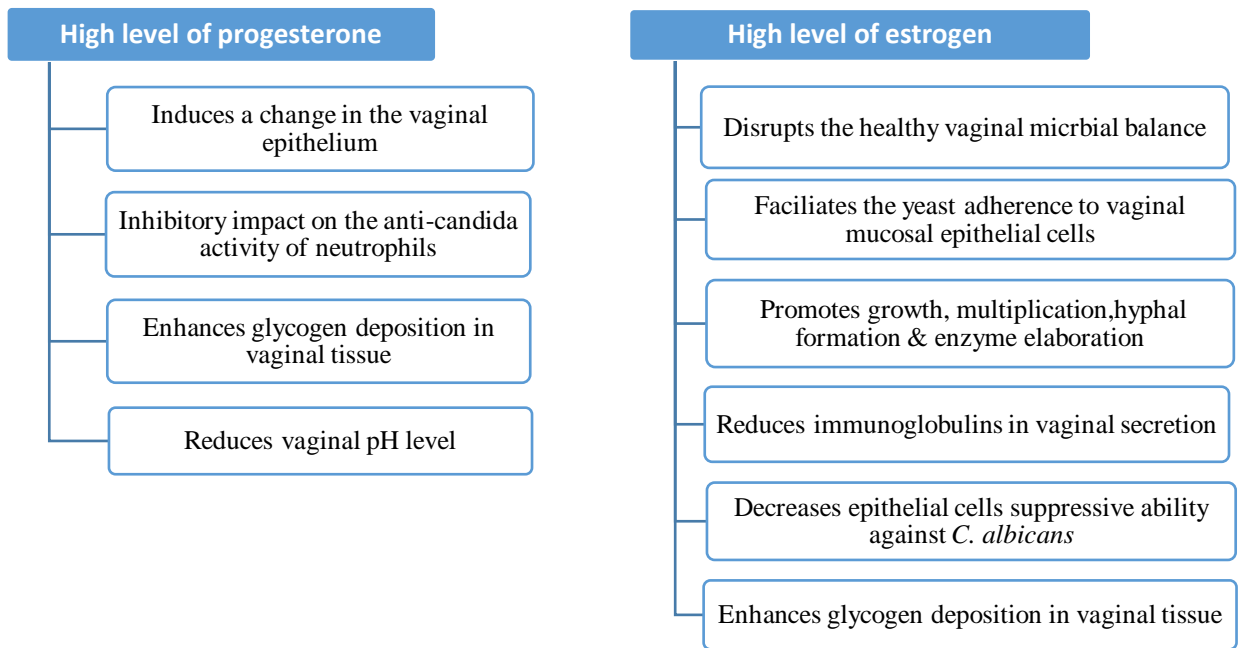 High level of progesterone
Induces a change in the vaginal
epithelium
Inhibitory impact on the anti-candida
activity of neutrophils
Enhances glycogen deposition in
vaginal tissue
Reduces vaginal pH level
High level of estrogen
Disrupts the healthy vaginal micrbial balance
Faciliates the yeast adherence to vaginal
mucosal epithelial cells
Promotes growth, multiplication,hyphal
formation & enzyme elaboration
Reduces immunoglobulins in vaginal secretion
Decreases epithelial cells suppressive ability
against C. albicans
Enhances glycogen deposition in vaginal tissue